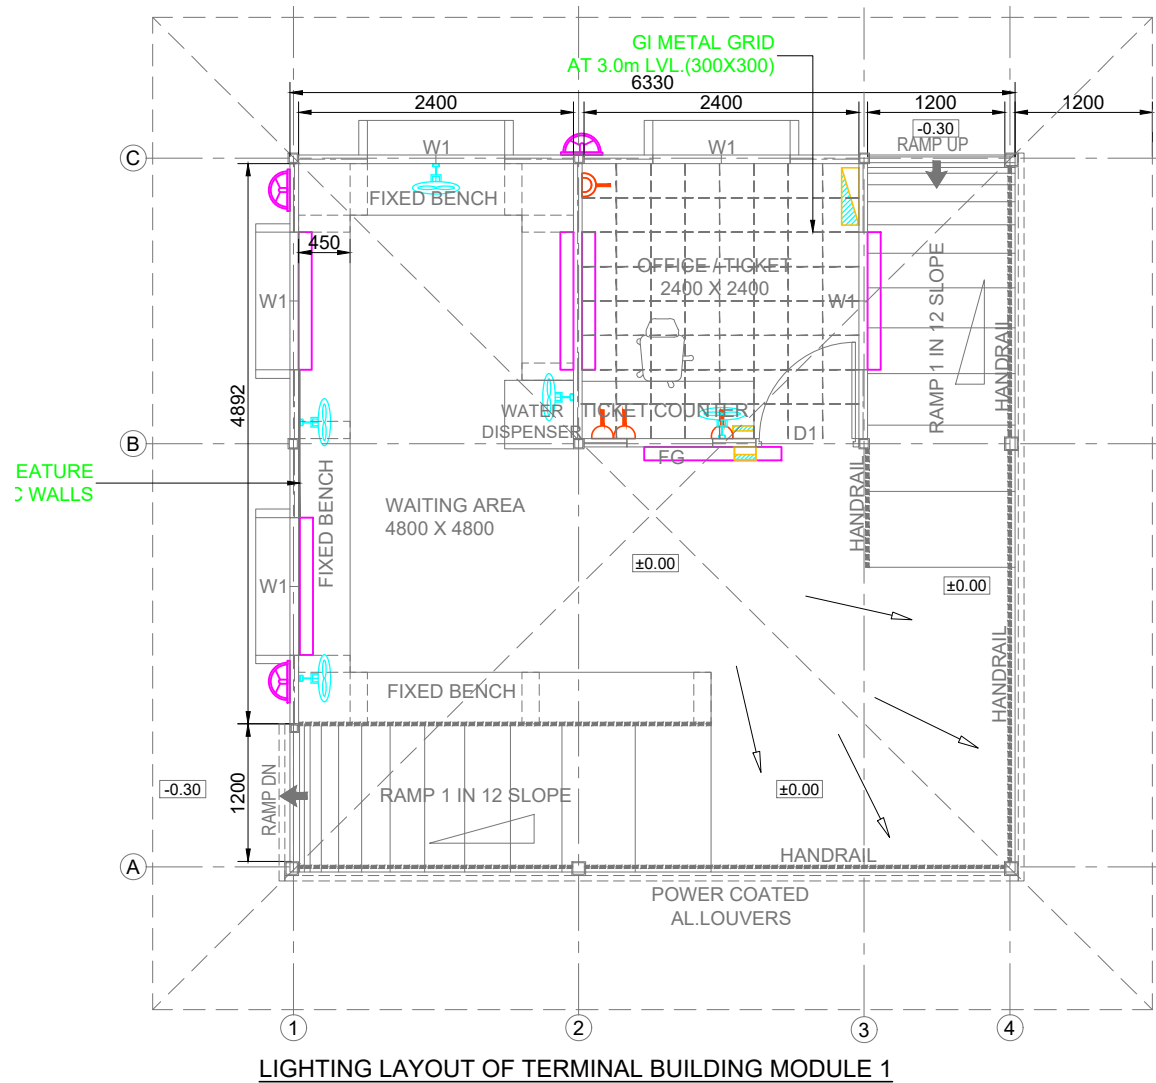 GI METAL GRID
AT 3.0m LVL.(300X300)
6330
2400
2400
1200
1200
-0.30
RAMP UP
C
W1
W1
FIXED BENCH
450
OFFICE / TICKET
2400 X 2400
W1
W1
RAMP 1 IN 12 SLOPE
HANDRAIL
4892
WATER
DISPENSER
TICKET COUNTER
D1
B
FG
EATURE
C WALLS
WAITING AREA
4800 X 4800
HANDRAIL
FIXED BENCH
±0.00
±0.00
W1
HANDRAIL
FIXED BENCH
-0.30
1200
RAMP DN
RAMP 1 IN 12 SLOPE
±0.00
HANDRAIL
A
POWER COATED
AL.LOUVERS
1
2
3
4
LIGHTING LAYOUT OF TERMINAL BUILDING MODULE 1